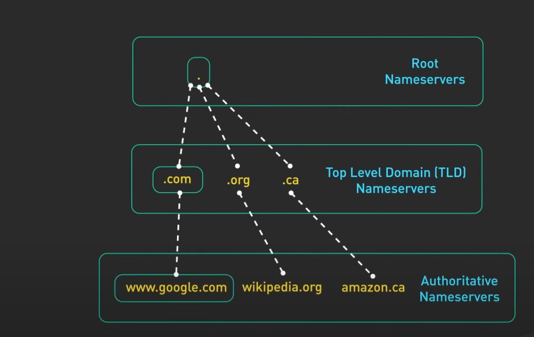 .
Root
Nameservers
.com
.org
.ca
Top Level Domain (TLD)
Nameservers
www.google.com
wikipedia.org
amazon.ca
Authoritative
Nameservers